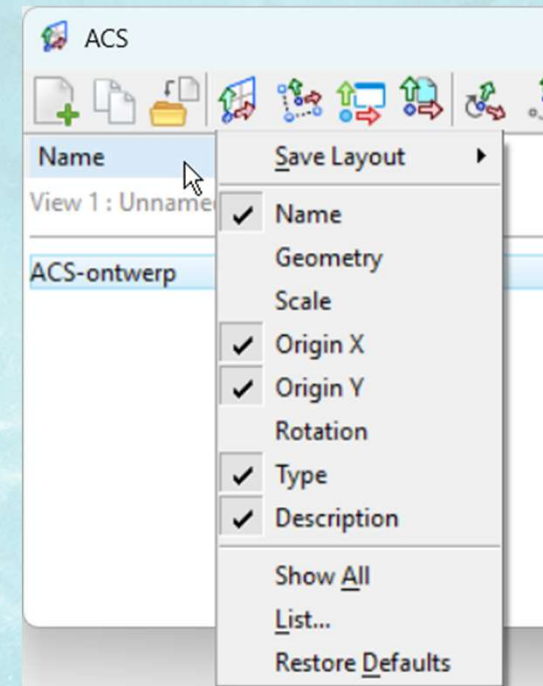 ACS
Name
View 1 : Unname
ACS-ontwerp
Save Layout
Name
Geometry
Scale
Origin X
Origin Y
Rotation
Type
Description
Show All
List...
Restore Defaults